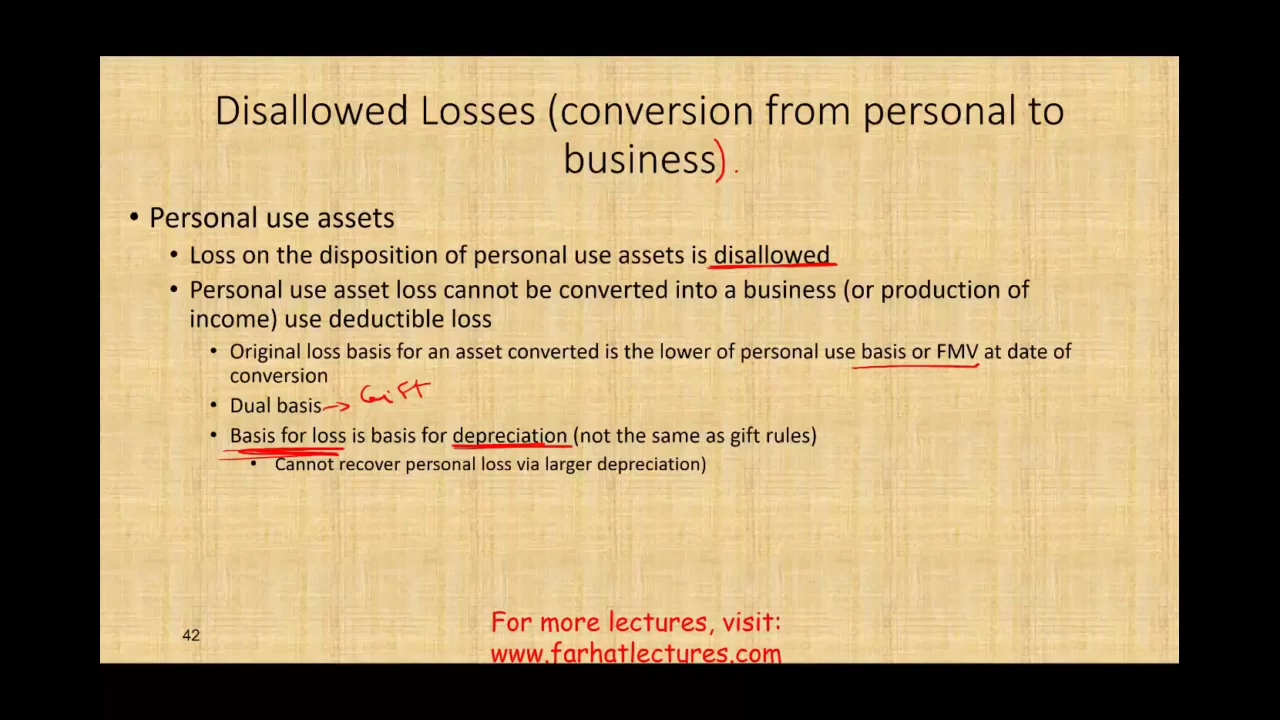 Disallowed Losses (conversion from personal to
business).
• Personal use assets
• Loss on the disposition of personal use assets is disallowed
• Personal use asset loss cannot be converted into a business (or production of
income) use deductible loss
• Original loss basis for an asset converted is the lower of personal use basis or FMV at date of
conversion
• Dual basis → Gift
• Basis for loss is basis for depreciation (not the same as gift rules)
• Cannot recover personal loss via larger depreciation)
For more lectures, visit:
42
www.farhatlectures.com